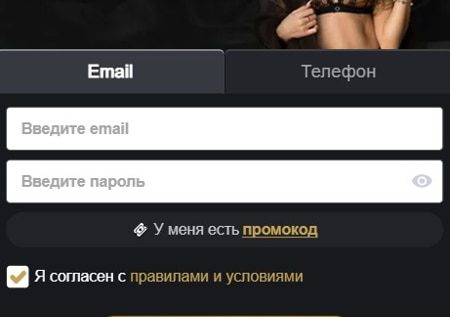 Email
Телефон
Введите email
Введите пароль
У меня есть промокод
Я согласен с правилами и условиями